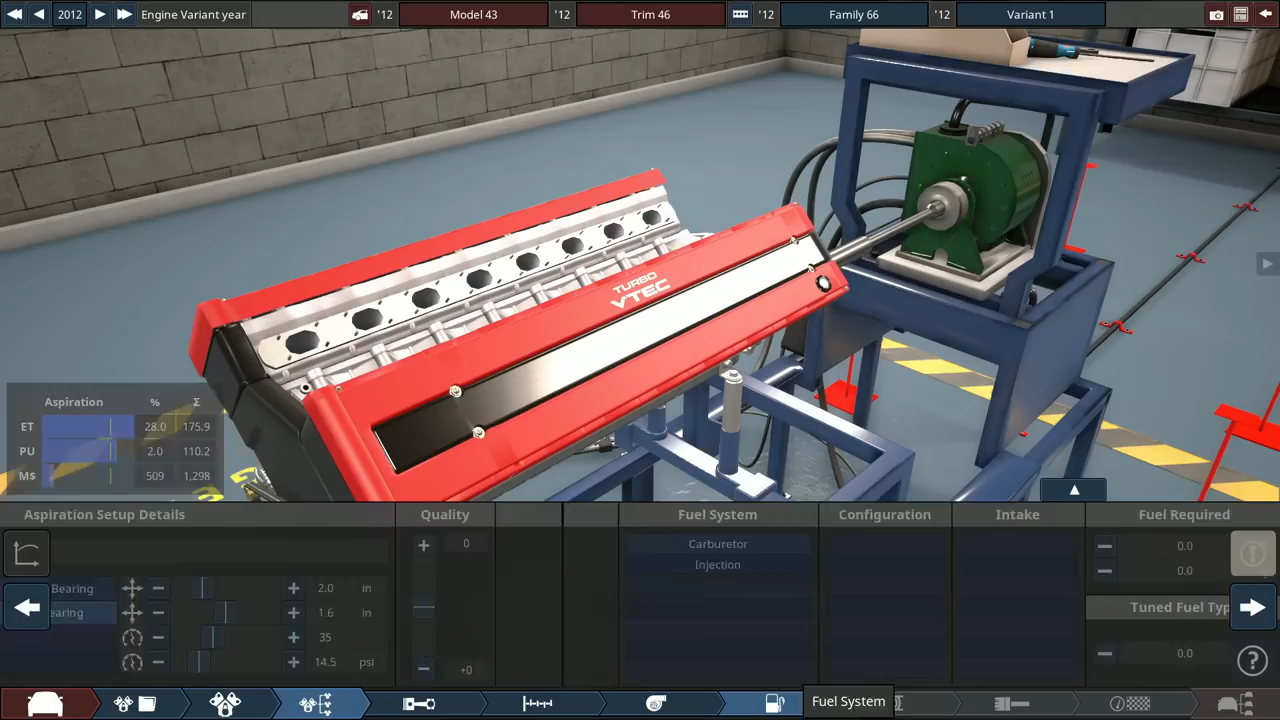 2012 Engine Variant year '12 Model 43 '12 Trim 46 '12 Family 66 '12 Variant 1
TURBO
VTEC
Aspiration % Σ
ET 28.0 175.9
PU 2.0 110.2
M$ 509 1,298
Aspiration Setup Details Quality Fuel System Configuration Intake Fuel Required
+ 0 Carburetor 0.0
Injection 0.0
Bearing 2.0 in
earing 1.6 in Tuned Fuel Typ
35
14.5 psi +0 0.0
?
Fuel System